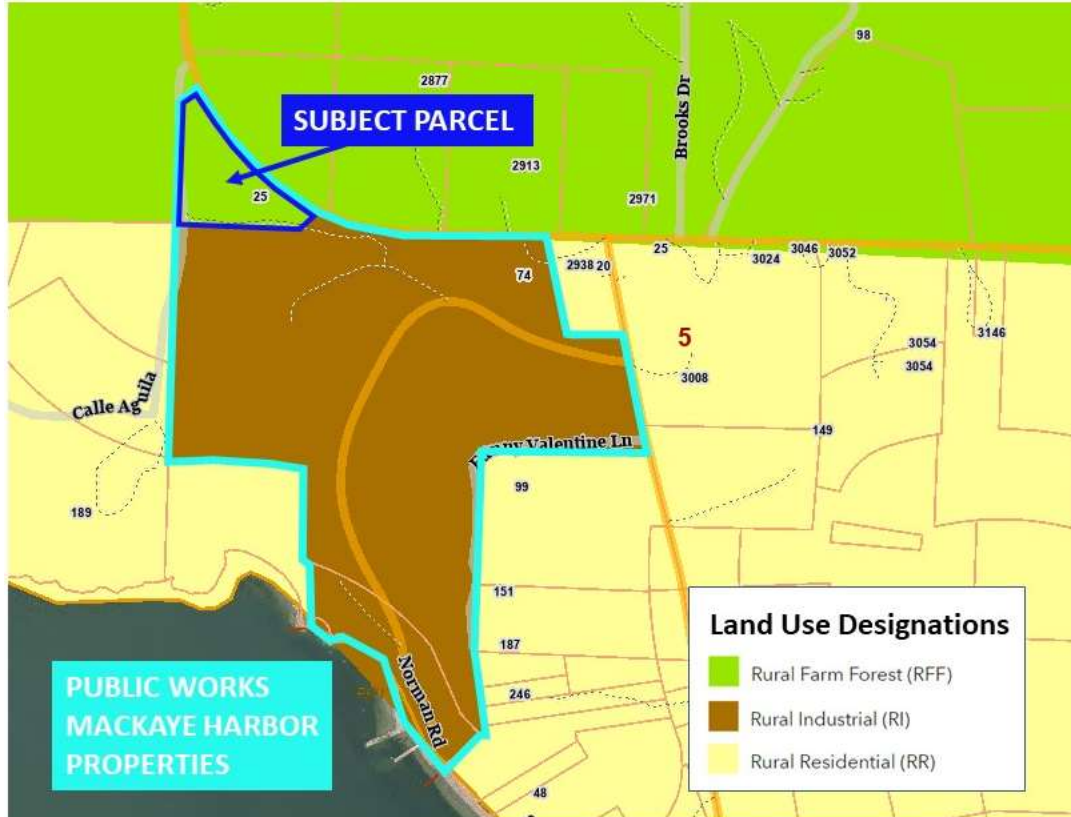 98
2877
Brooks Dr
SUBJECT PARCEL
2913
25
2971
25
3046
3052
74
2938
20
3024
5
3146
3054
3054
3008
Calle Aguila
149
Valentine Ln
99
189
151
Land Use Designations
187
Rural Farm Forest (RFF)
Norman Rd
246
Rural Industrial (RI)
PUBLIC WORKS
MACKAYE HARBOR
PROPERTIES
Rural Residential (RR)
48